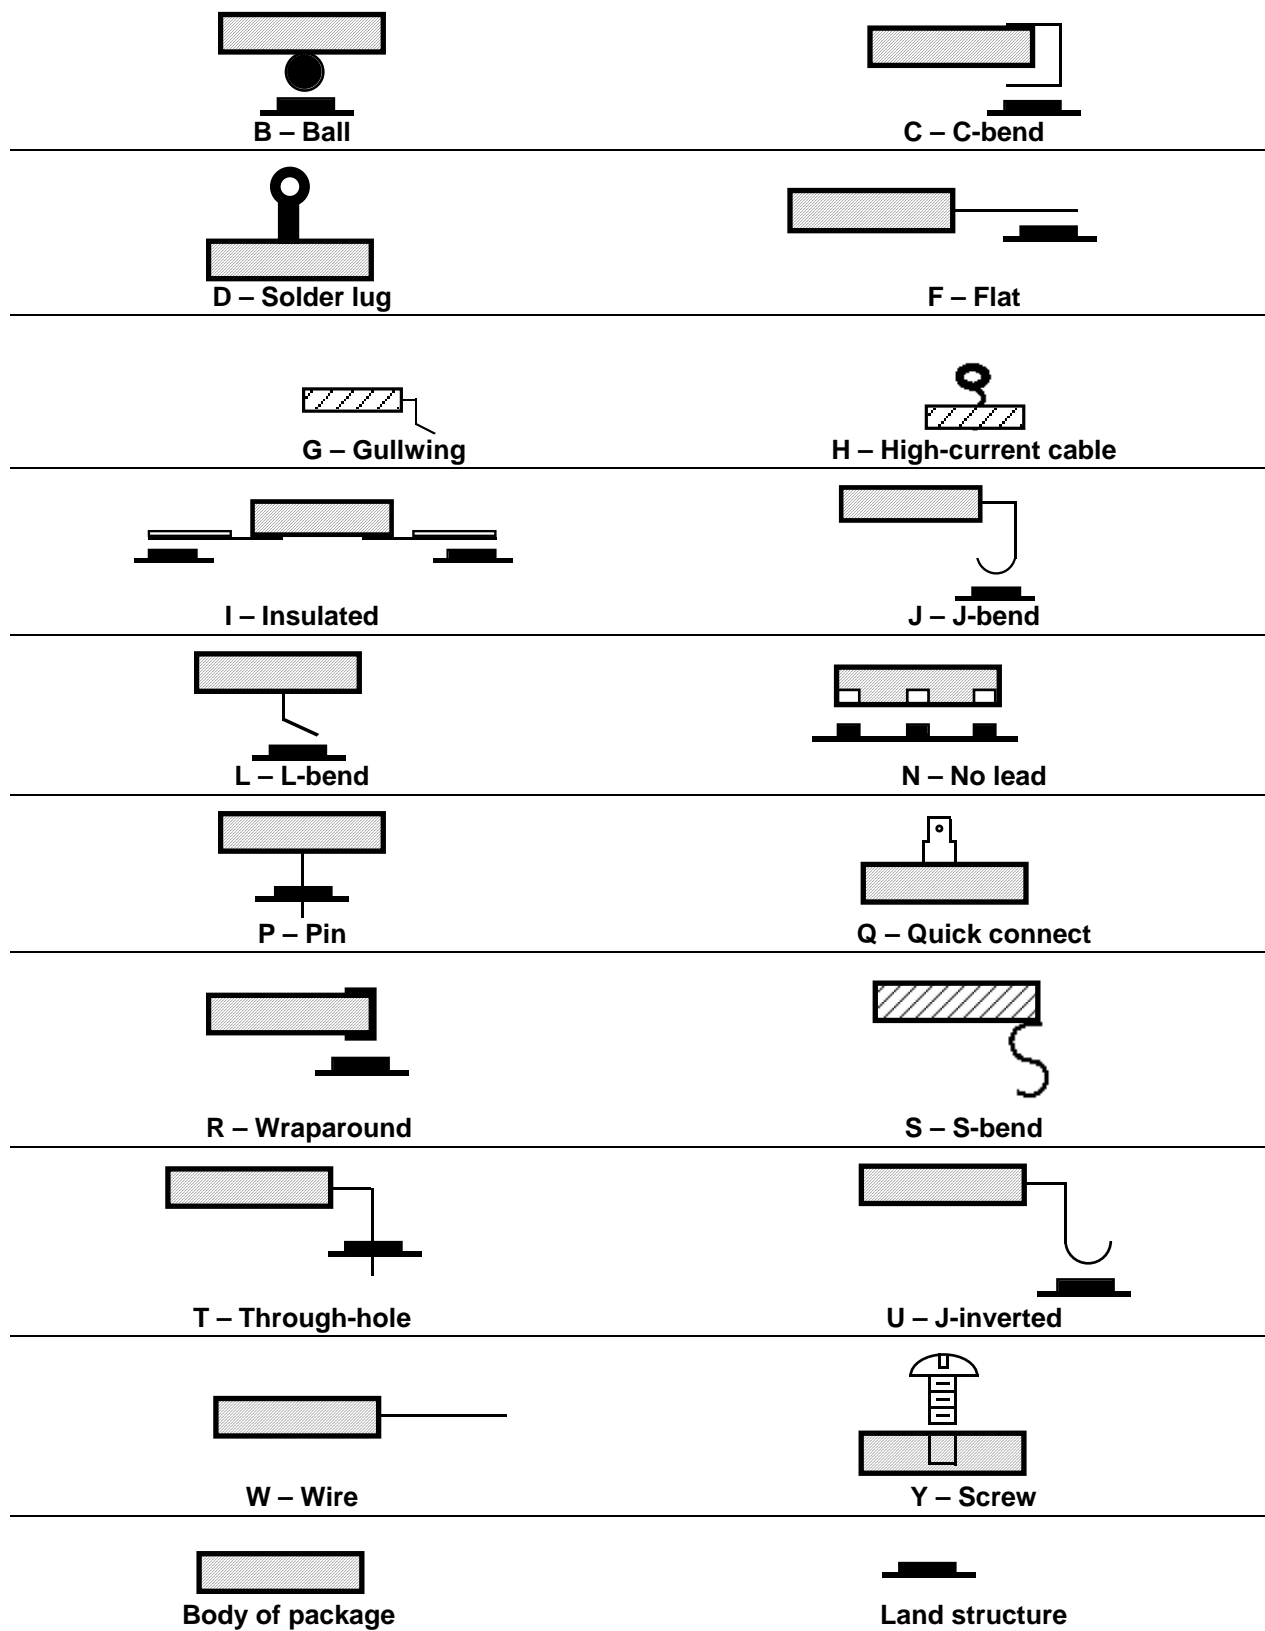 B – Ball
C – C-bend
D – Solder lug
F – Flat
G – Gullwing
H – High-current cable
I – Insulated
J – J-bend
L – L-bend
N – No lead
P – Pin
Q – Quick connect
R – Wraparound
S – S-bend
T – Through-hole
U – J-inverted
W – Wire
Y – Screw
Body of package
Land structure